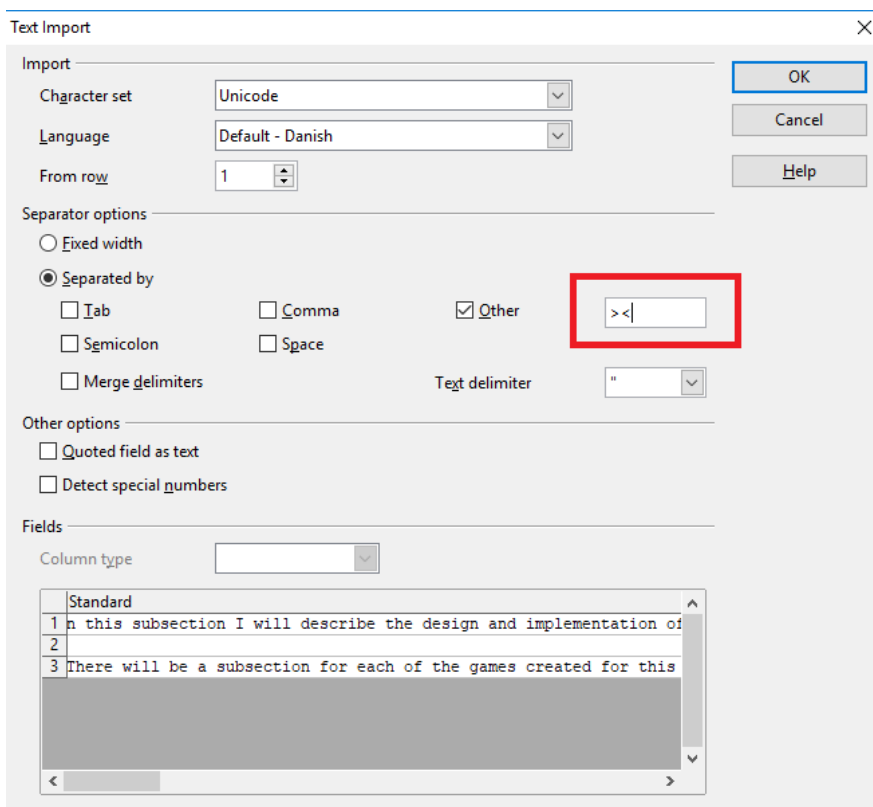 Text Import
Import
Character set Unicode
OK
Language Default - Danish
Cancel
From row 1
Help
Separator options
Fixed width
Separated by
Tab Comma Other ><
Semicolon Space
Merge delimiters Text delimiter "
Other options
Quoted field as text
Detect special numbers
Fields
Column type
Standard
1 n this subsection I will describe the design and implementation of
2
3 There will be a subsection for each of the games created for this